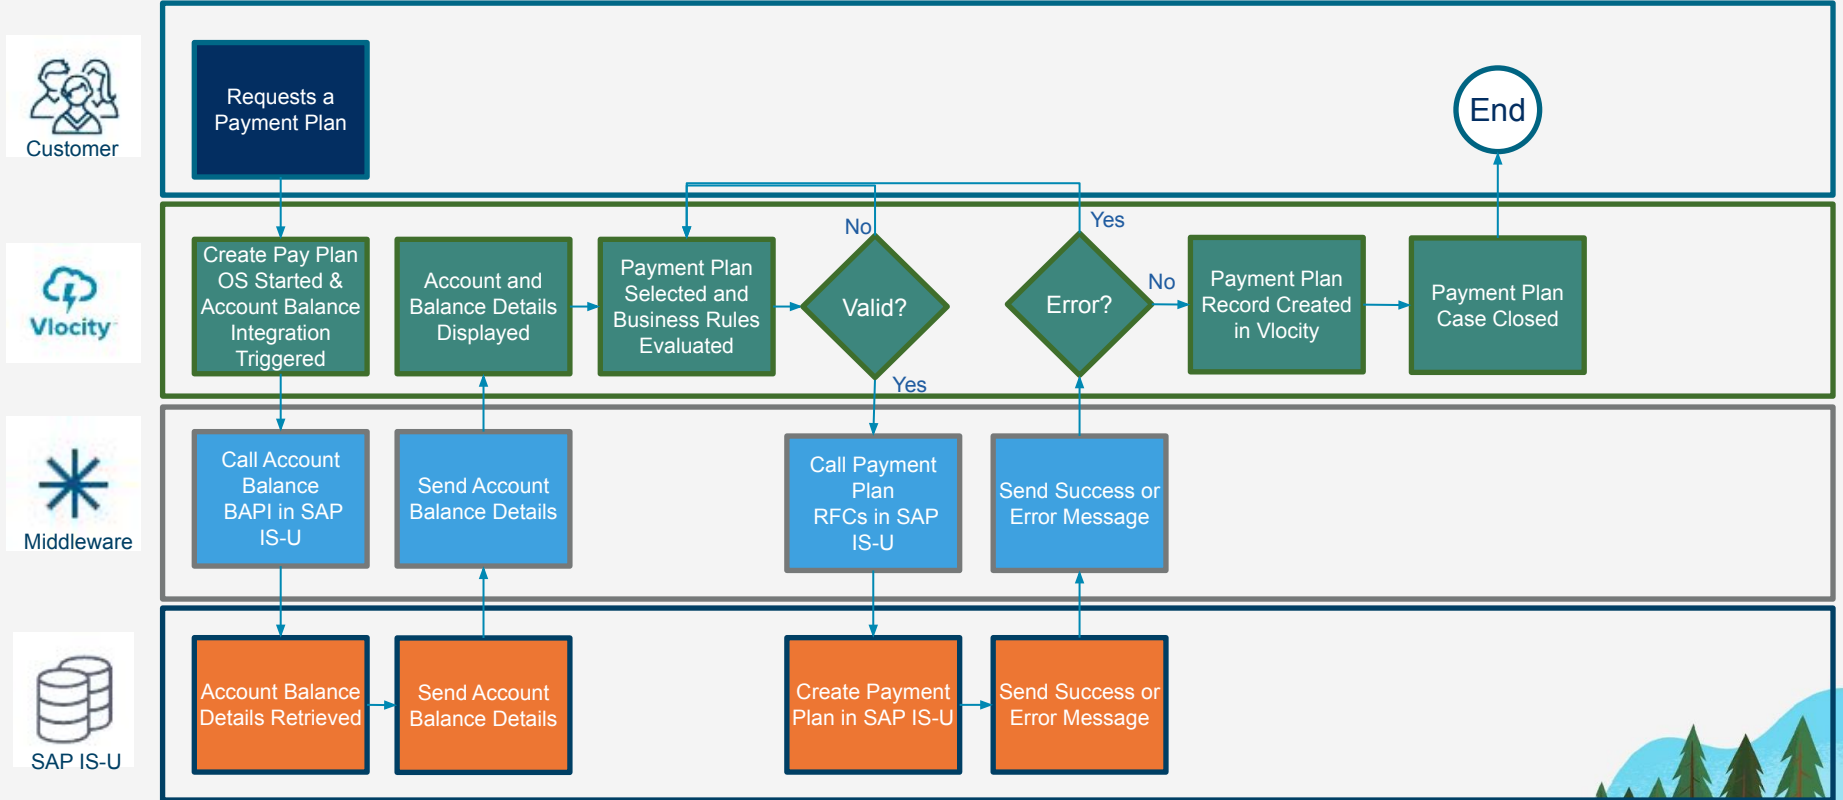 Requests a
Payment Plan
End
Customer
No
Yes
Create Pay Plan
OS Started &
Account Balance
Integration
Triggered
Account and
Balance Details
Displayed
Payment Plan
Selected and
Business Rules
Evaluated
Valid?
Error?
No
Payment Plan
Record Created
in Vlocity
Payment Plan
Case Closed
Vlocity
Yes
Call Account
Balance
BAPI in SAP
IS-U
Send Account
Balance Details
Call Payment
Plan
RFCs in SAP
IS-U
Send Success or
Error Message
Middleware
Account Balance
Details Retrieved
Send Account
Balance Details
Create Payment
Plan in SAP IS-U
Send Success or
Error Message
SAP IS-U